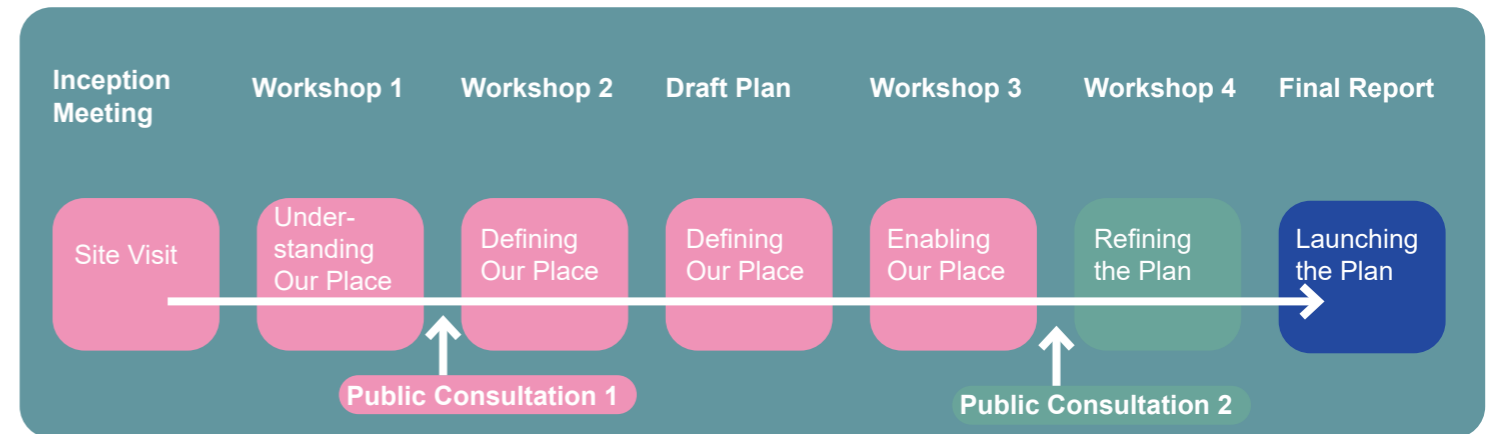 Inception
Meeting
Workshop 1
Workshop 2
Draft Plan
Workshop 3
Workshop 4
Final Report
Site Visit
Under-
standing
Our Place
Defining
Our Place
Defining
Our Place
Enabling
Our Place
Refining
the Plan
Launching
the Plan
Public Consultation 1
Public Consultation 2